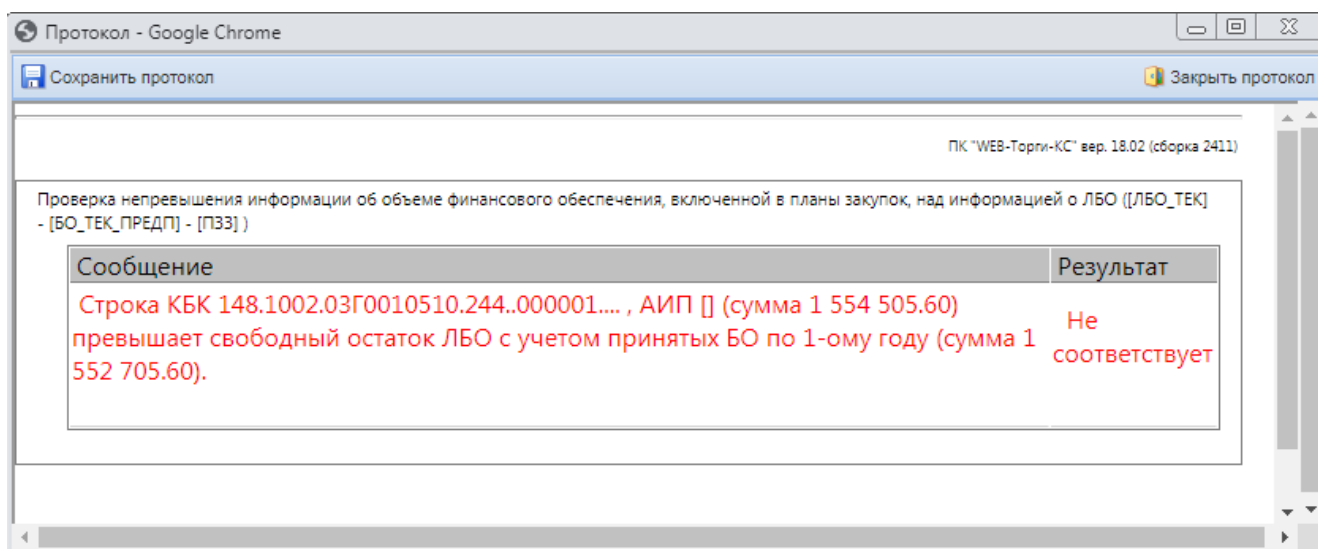 Протокол - Google Chrome
Сохранить протокол
Закрыть протокол
ПК "WEB-Торги-КС" вер. 18.02 (сборка 2411)
Проверка непревышения информации об объеме финансового обеспечения, включенной в планы закупок, над информацией о ЛБО ([ЛБО_ТЕК]
- [БО_ТЕК_ПРЕДП] - [ПЗЗ] )
Сообщение
Результат
Строка КБК 148.1002.03Г0010510.244..000001.... , АИП [] (сумма 1 554 505.60)
превышает свободный остаток ЛБО с учетом принятых БО по 1-ому году (сумма 1
552 705.60).
Не
соответствует